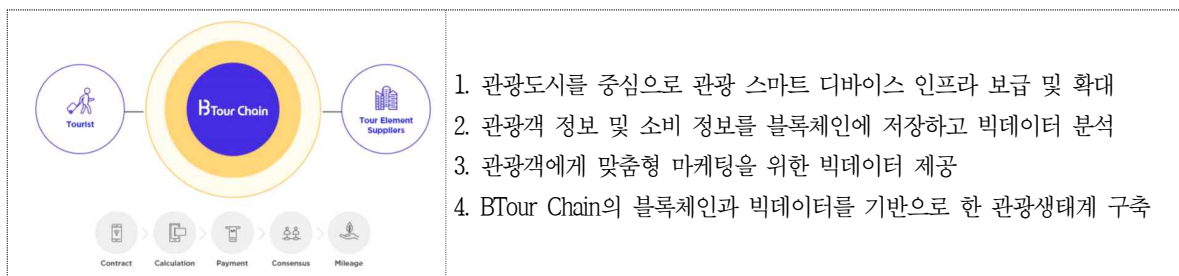 Tourist
BTour Chain
Tour Element
Suppliers
Contract
Calculation
Payment
Consensus
Mileage
1. 관광도시를 중심으로 관광 스마트 디바이스 인프라 보급 및 확대
2. 관광객 정보 및 소비 정보를 블록체인에 저장하고 빅데이터 분석
3. 관광객에게 맞춤형 마케팅을 위한 빅데이터 제공
4. BTour Chain의 블록체인과 빅데이터를 기반으로 한 관광생태계 구축